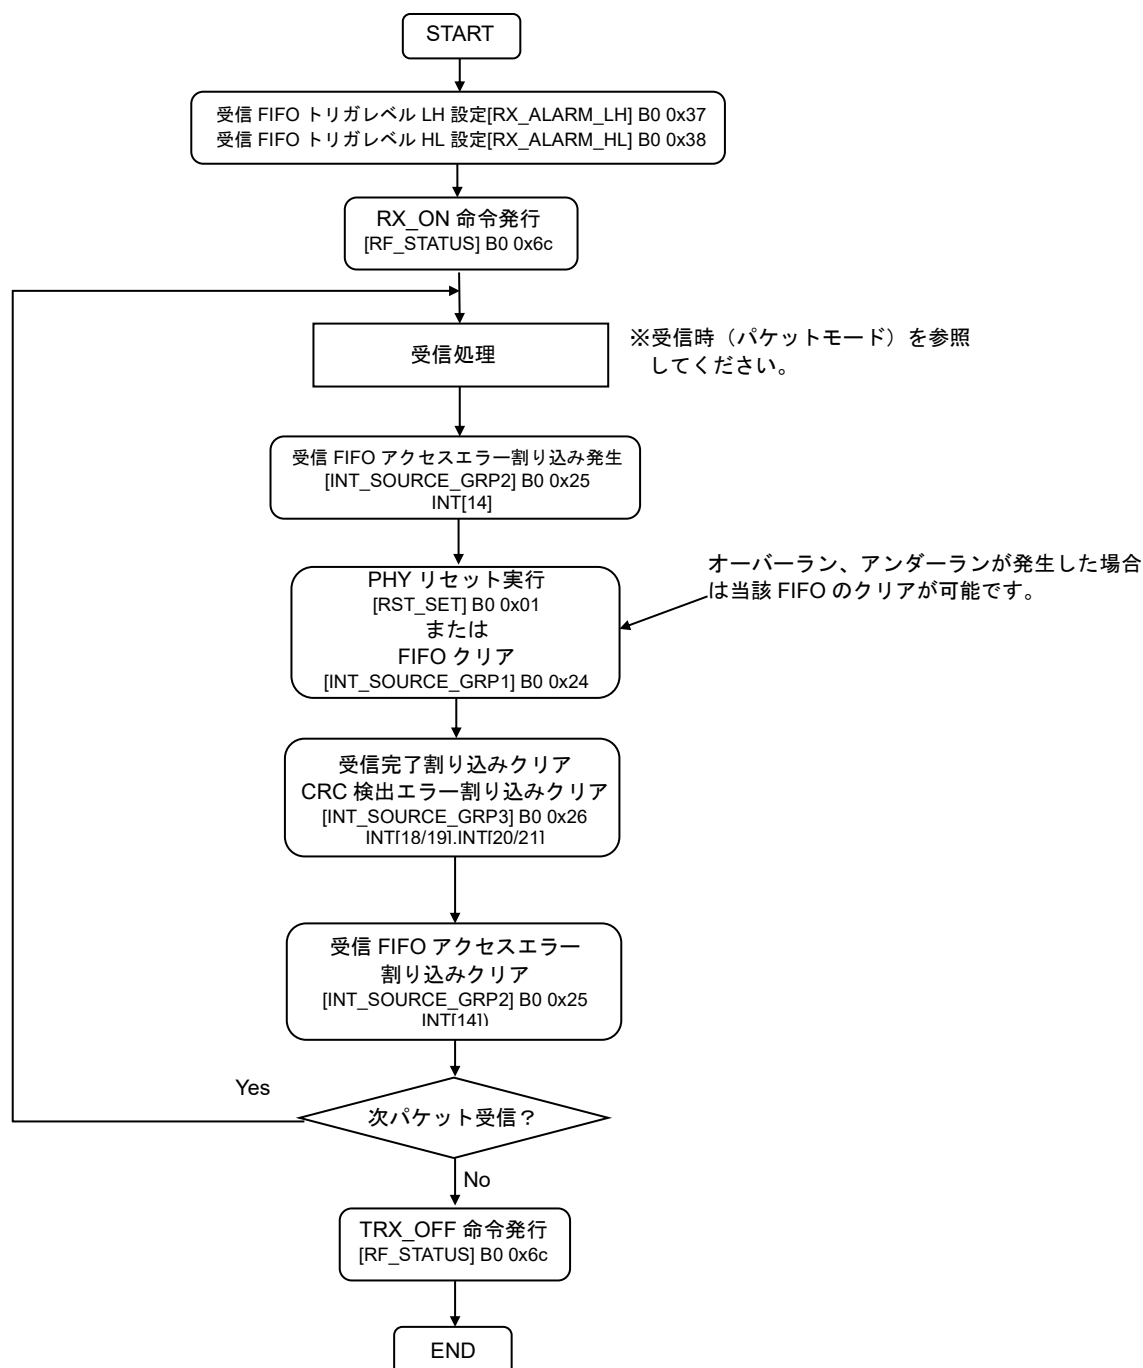 START
受信 FIFO トリガレベル LH 設定[RX_ALARM_LH] B0 0x37
受信 FIFO トリガレベル HL 設定[RX_ALARM_HL] B0 0x38
RX_ON 命令発行
[RF_STATUS] B0 0x6c
受信処理
※受信時（パケットモード）を参照
してください。
受信 FIFO アクセスエラー割り込み発生
[INT_SOURCE_GRP2] B0 0x25
INT[14]
PHY リセット実行
[RST_SET] B0 0x01
または
FIFO クリア
[INT_SOURCE_GRP1] B0 0x24
オーバーラン、アンダーランが発生した場合
は当該 FIFO のクリアが可能です。
受信完了割り込みクリア
CRC 検出エラー割り込みクリア
[INT_SOURCE_GRP3] B0 0x26
INT[18/19],INT[20/21]
受信 FIFO アクセスエラー
割り込みクリア
[INT_SOURCE_GRP2] B0 0x25
INT[14])
Yes
次パケット受信？
No
TRX_OFF 命令発行
[RF_STATUS] B0 0x6c
END